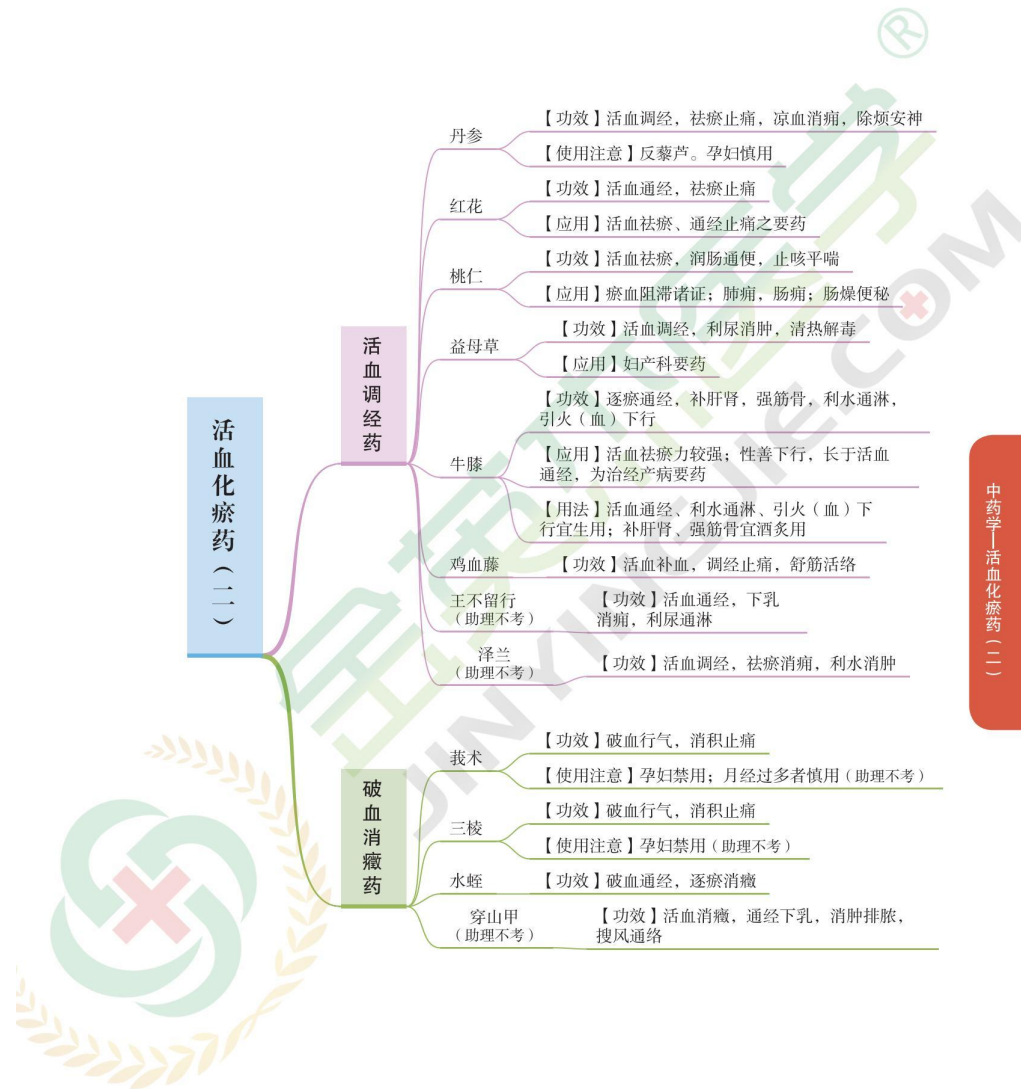 活血化瘀药（二）
活血调经药
丹参
【功效】活血调经，祛瘀止痛，凉血消痈，除烦安神
【使用注意】反藜芦。孕妇慎用
红花
【功效】活血通经，祛瘀止痛
【应用】活血祛瘀、通经止痛之要药
桃仁
【功效】活血祛瘀，润肠通便，止咳平喘
【应用】瘀血阻滞诸证；肺痈，肠痈；肠燥便秘
益母草
【功效】活血调经，利尿消肿，清热解毒
【应用】妇产科要药
牛膝
【功效】逐瘀通经，补肝肾，强筋骨，利水通淋，
引火（血）下行
【应用】活血祛瘀力较强；性善下行，长于活血
通经，为治经产病要药
【用法】活血通经、利水通淋、引火（血）下
行宜生用；补肝肾、强筋骨宜酒炙用
鸡血藤
【功效】活血补血，调经止痛，舒筋活络
王不留行
（助理不考）
【功效】活血通经，下乳
消痈，利尿通淋
泽兰
（助理不考）
【功效】活血调经，祛瘀消痈，利水消肿
破血消癥药
莪术
【功效】破血行气，消积止痛
【使用注意】孕妇禁用；月经过多者慎用（助理不考）
三棱
【功效】破血行气，消积止痛
【使用注意】孕妇禁用（助理不考）
水蛭
【功效】破血通经，逐瘀消癥
穿山甲
（助理不考）
【功效】活血消癥，通经下乳，消肿排脓，
搜风通络
中药学—活血化瘀药（二）
金英杰医学®
JINYINGJIE.COM